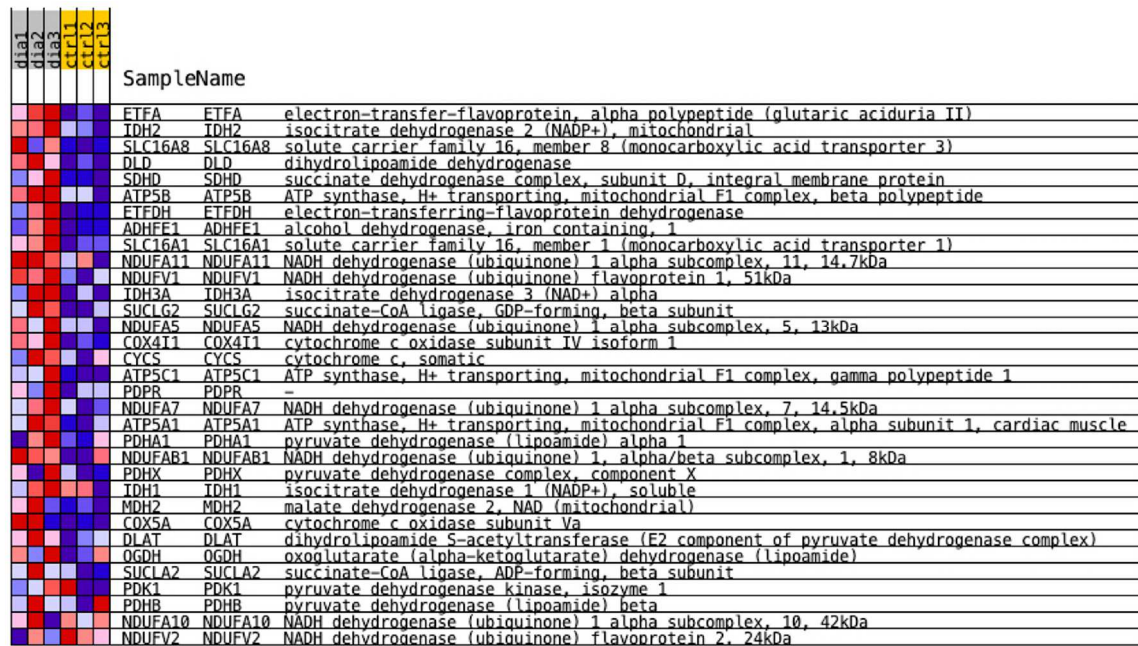 dia1 dia2 dia3 ctrl1 ctrl2 ctrl3
SampleName
ETFA ETFA electron-transfer-flavoprotein, alpha polypeptide (glutaric aciduria II)
IDH2 IDH2 isocitrate dehydrogenase 2 (NADP+), mitochondrial
SLC16A8 SLC16A8 solute carrier family 16, member 8 (monocarboxylic acid transporter 3)
DLD DLD dihydrolipoamide dehydrogenase
SDHD SDHD succinate dehydrogenase complex, subunit D, integral membrane protein
ATP5B ATP5B ATP synthase, H+ transporting, mitochondrial F1 complex, beta polypeptide
ETFDH ETFDH electron-transferring-flavoprotein dehydrogenase
ADHFE1 ADHFE1 alcohol dehydrogenase, iron containing, 1
SLC16A1 SLC16A1 solute carrier family 16, member 1 (monocarboxylic acid transporter 1)
NDUFA11 NDUFA11 NADH dehydrogenase (ubiquinone) 1 alpha subcomplex, 11, 14.7kDa
NDUFV1 NDUFV1 NADH dehydrogenase (ubiquinone) flavoprotein 1, 51kDa
IDH3A IDH3A isocitrate dehydrogenase 3 (NAD+) alpha
SUCLG2 SUCLG2 succinate-CoA ligase, GDP-forming, beta subunit
NDUFA5 NDUFA5 NADH dehydrogenase (ubiquinone) 1 alpha subcomplex, 5, 13kDa
COX4I1 COX4I1 cytochrome c oxidase subunit IV isoform 1
CYCS CYCS cytochrome c, somatic
ATP5C1 ATP5C1 ATP synthase, H+ transporting, mitochondrial F1 complex, gamma polypeptide 1
PDPR PDPR -
NDUFA7 NDUFA7 NADH dehydrogenase (ubiquinone) 1 alpha subcomplex, 7, 14.5kDa
ATP5A1 ATP5A1 ATP synthase, H+ transporting, mitochondrial F1 complex, alpha subunit 1, cardiac muscle
PDHA1 PDHA1 pyruvate dehydrogenase (lipoamide) alpha 1
NDUFAB1 NDUFAB1 NADH dehydrogenase (ubiquinone) 1, alpha/beta subcomplex, 1, 8kDa
PDHX PDHX pyruvate dehydrogenase complex, component X
IDH1 IDH1 isocitrate dehydrogenase 1 (NADP+), soluble
MDH2 MDH2 malate dehydrogenase 2, NAD (mitochondrial)
COX5A COX5A cytochrome c oxidase subunit Va
DLAT DLAT dihydrolipoamide S-acetyltransferase (E2 component of pyruvate dehydrogenase complex)
OGDH OGDH oxoglutarate (alpha-ketoglutarate) dehydrogenase (lipoamide)
SUCLA2 SUCLA2 succinate-CoA ligase, ADP-forming, beta subunit
PDK1 PDK1 pyruvate dehydrogenase kinase, isozyme 1
PDHB PDHB pyruvate dehydrogenase (lipoamide) beta
NDUFA10 NDUFA10 NADH dehydrogenase (ubiquinone) 1 alpha subcomplex, 10, 42kDa
NDUFV2 NDUFV2 NADH dehydrogenase (ubiquinone) flavoprotein 2, 24kDa